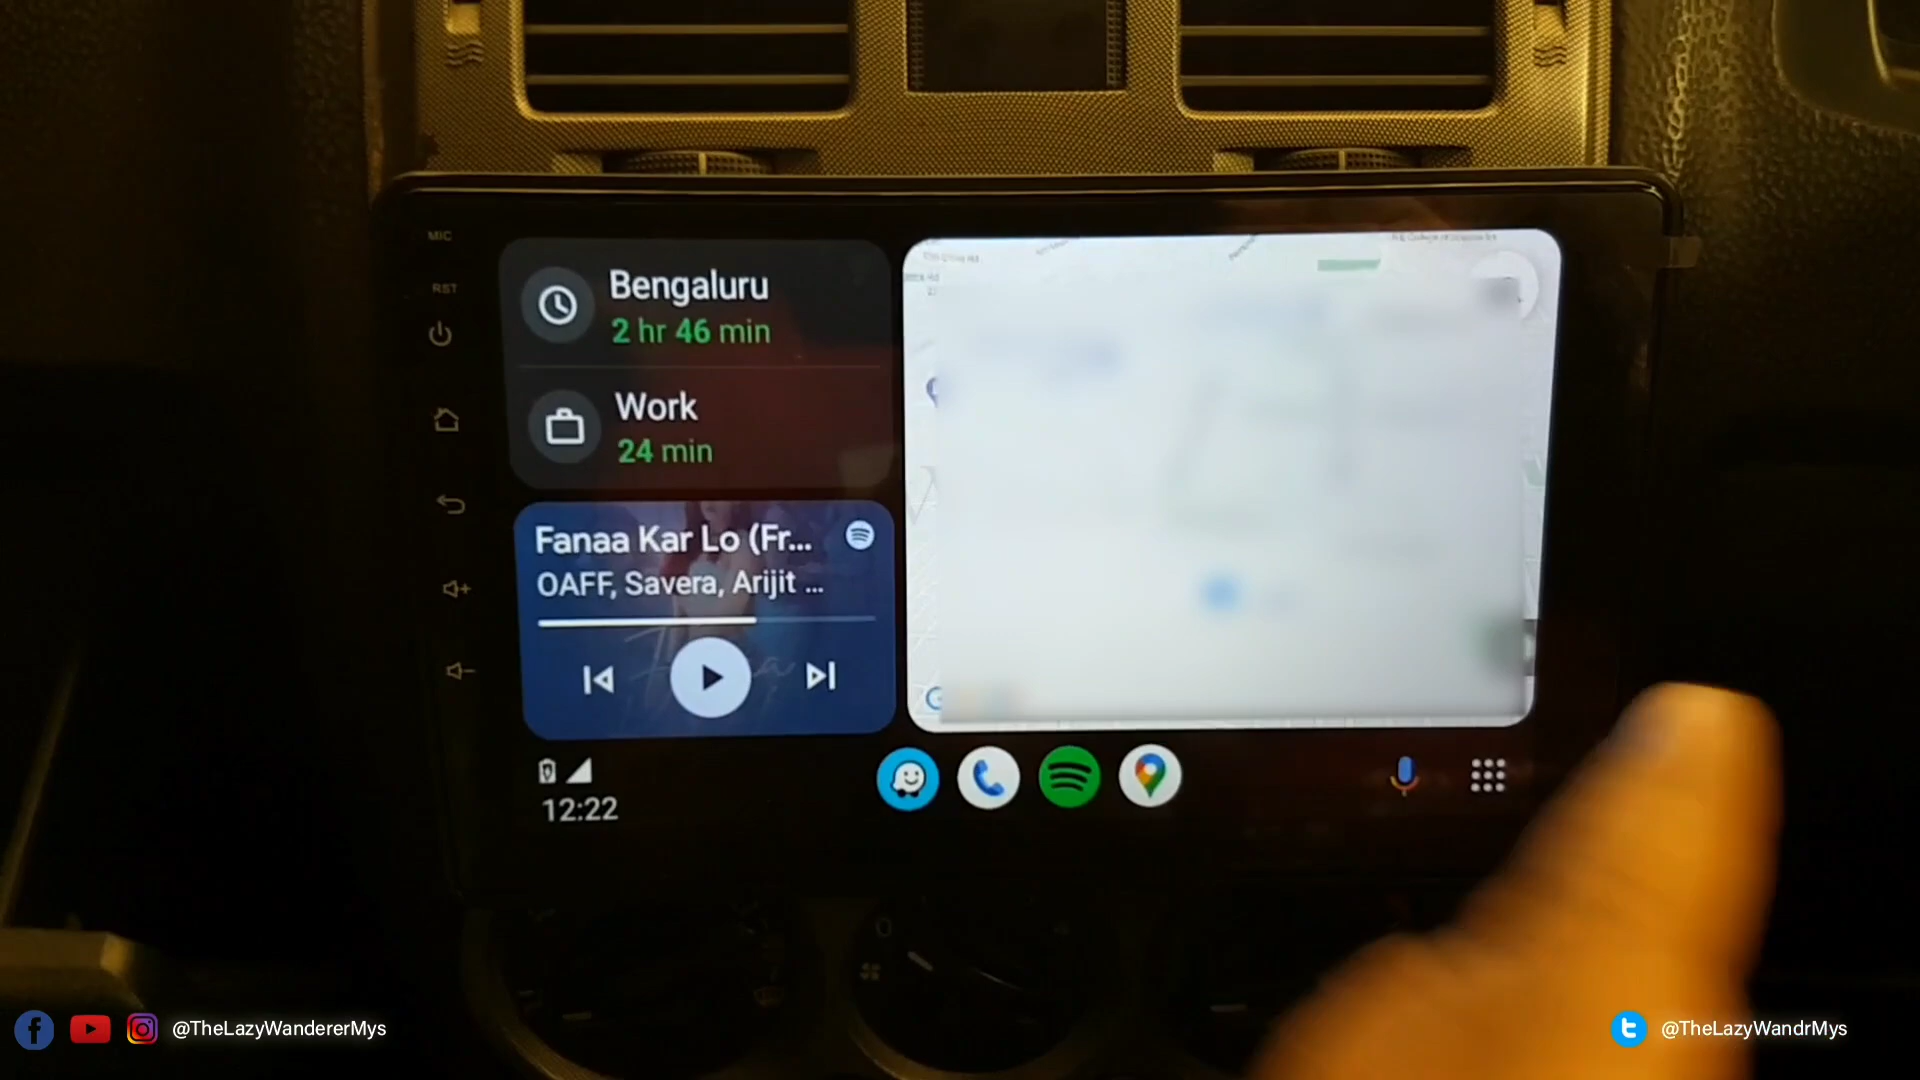 MIC
RST
Bengaluru
2 hr 46 min
Work
24 min
Fanaa Kar Lo (Fr...
OAFF, Savera, Arijit ...
12:22
@TheLazyWandererMys
@TheLazyWandrMys